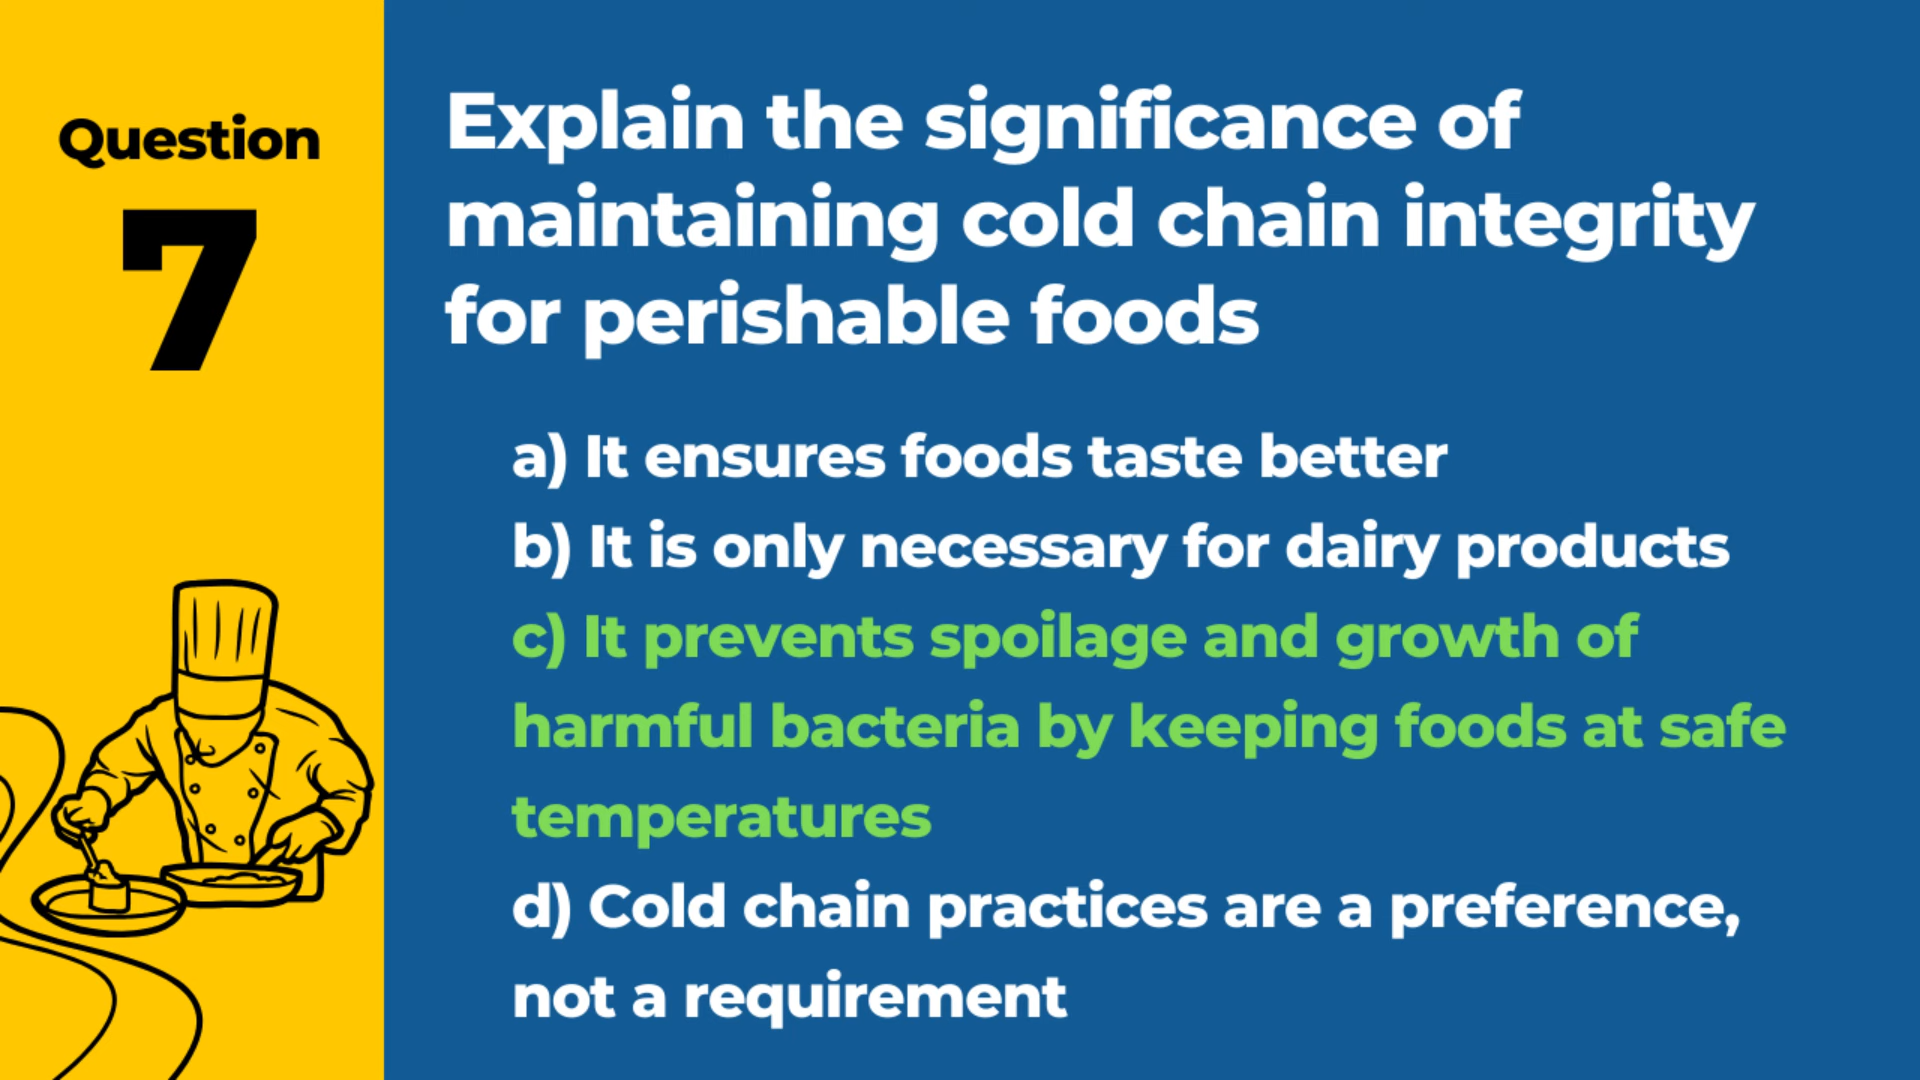 Question
7
Explain the significance of
maintaining cold chain integrity
for perishable foods
a) It ensures foods taste better
b) It is only necessary for dairy products
c) It prevents spoilage and growth of
harmful bacteria by keeping foods at safe
temperatures
d) Cold chain practices are a preference,
not a requirement